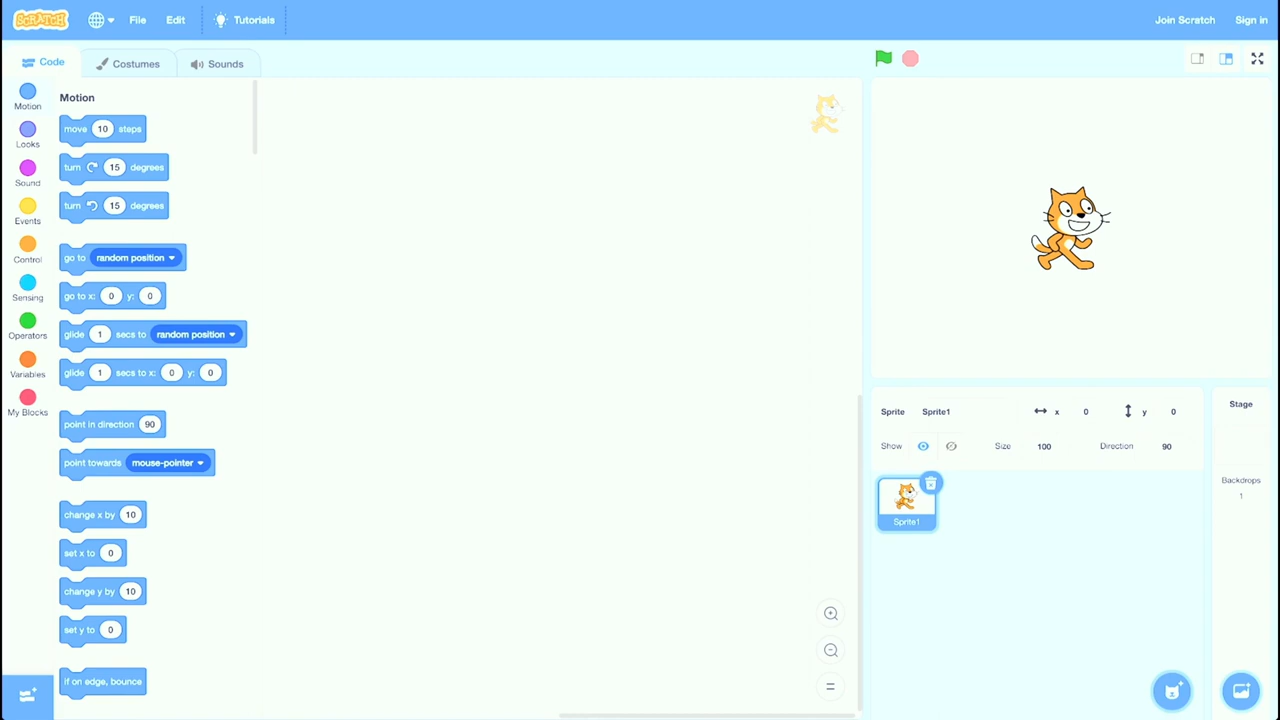 SCRATCH File Edit Tutorials Join Scratch Sign in
Code Costumes Sounds
Motion
Looks
Sound
Events
Control
Sensing
Operators
Variables
My Blocks
Motion
move 10 steps
turn 15 degrees
turn 15 degrees
go to random position
go to x: 0 y: 0
glide 1 secs to random position
glide 1 secs to x: 0 y: 0
point in direction 90
point towards mouse-pointer
change x by 10
set x to 0
change y by 10
set y to 0
if on edge, bounce
Sprite Sprite1 x 0 y 0
Show Size 100 Direction 90
Sprite1
Stage
Backdrops
1